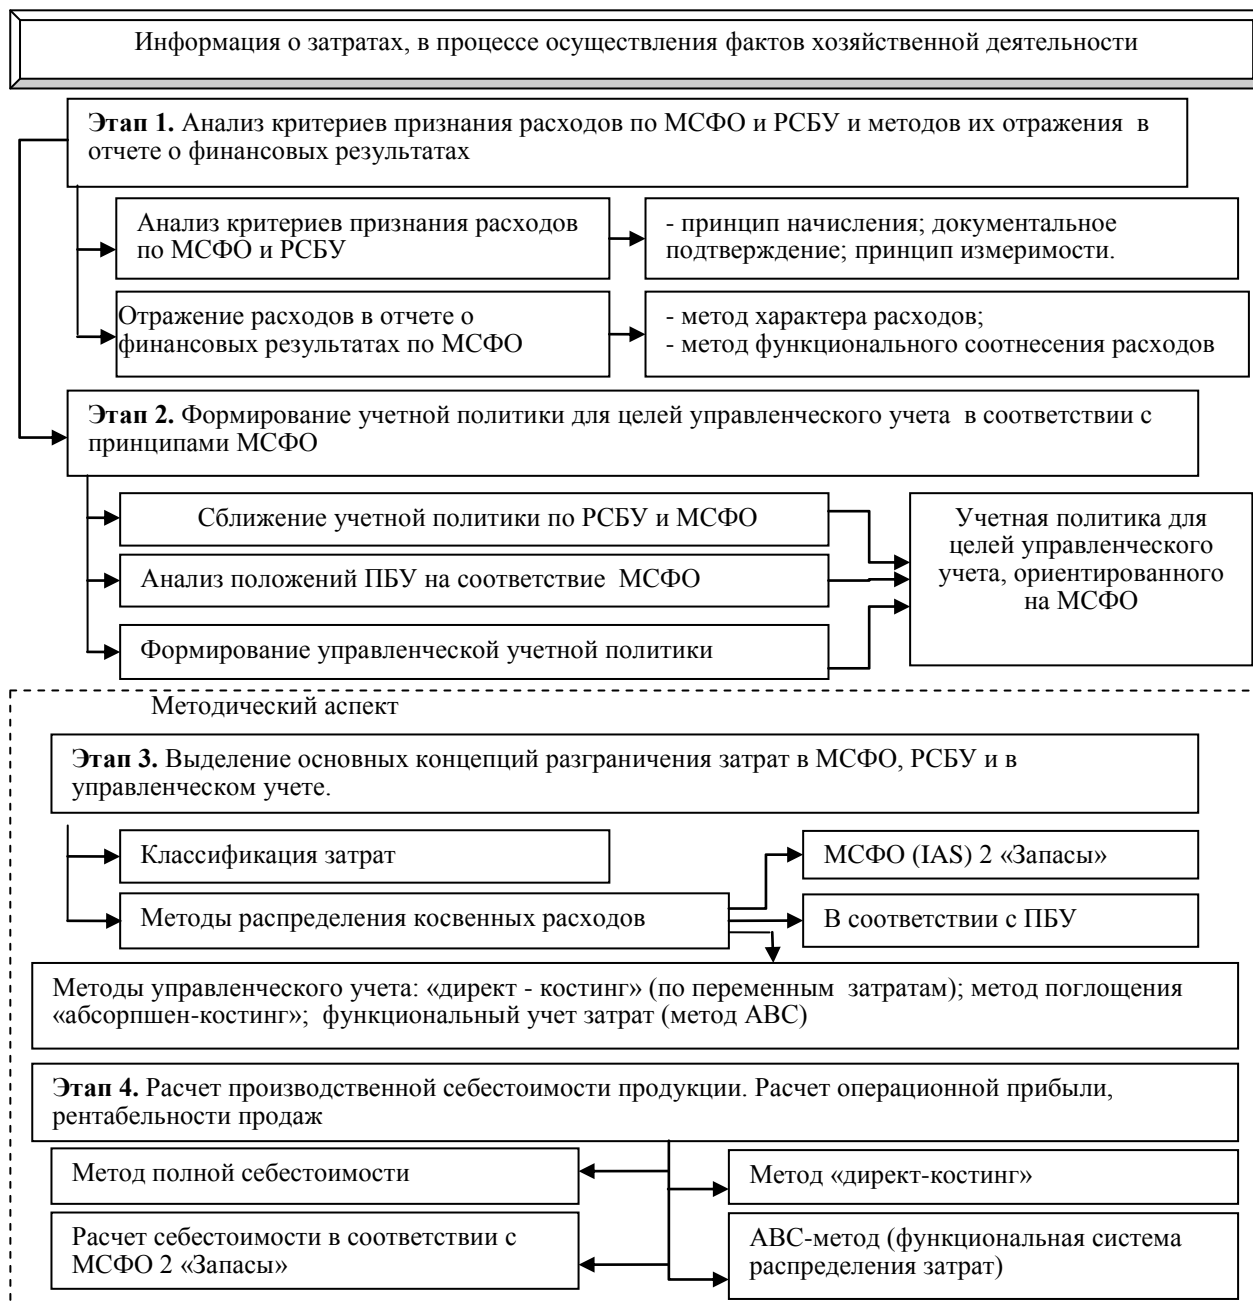 Информация о затратах, в процессе осуществления фактов хозяйственной деятельности
Этап 1. Анализ критериев признания расходов по МСФО и РСБУ и методов их отражения в
отчете о финансовых результатах
Анализ критериев признания расходов
по МСФО и РСБУ
- принцип начисления; документальное
подтверждение; принцип измеримости.
Отражение расходов в отчете о
финансовых результатах по МСФО
- метод характера расходов;
- метод функционального соотнесения расходов
Этап 2. Формирование учетной политики для целей управленческого учета в соответствии с
принципами МСФО
Сближение учетной политики по РСБУ и МСФО
Анализ положений ПБУ на соответствие МСФО
Формирование управленческой учетной политики
Учетная политика для
целей управленческого
учета, ориентированного
на МСФО
Методический аспект
Этап 3. Выделение основных концепций разграничения затрат в МСФО, РСБУ и в
управленческом учете.
Классификация затрат
Методы распределения косвенных расходов
МСФО (IAS) 2 «Запасы»
В соответствии с ПБУ
Методы управленческого учета: «директ - костинг» (по переменным затратам); метод поглощения
«абсорпшен-костинг»; функциональный учет затрат (метод АВС)
Этап 4. Расчет производственной себестоимости продукции. Расчет операционной прибыли,
рентабельности продаж
Метод полной себестоимости
Метод «директ-костинг»
Расчет себестоимости в соответствии с
МСФО 2 «Запасы»
АВС-метод (функциональная система
распределения затрат)